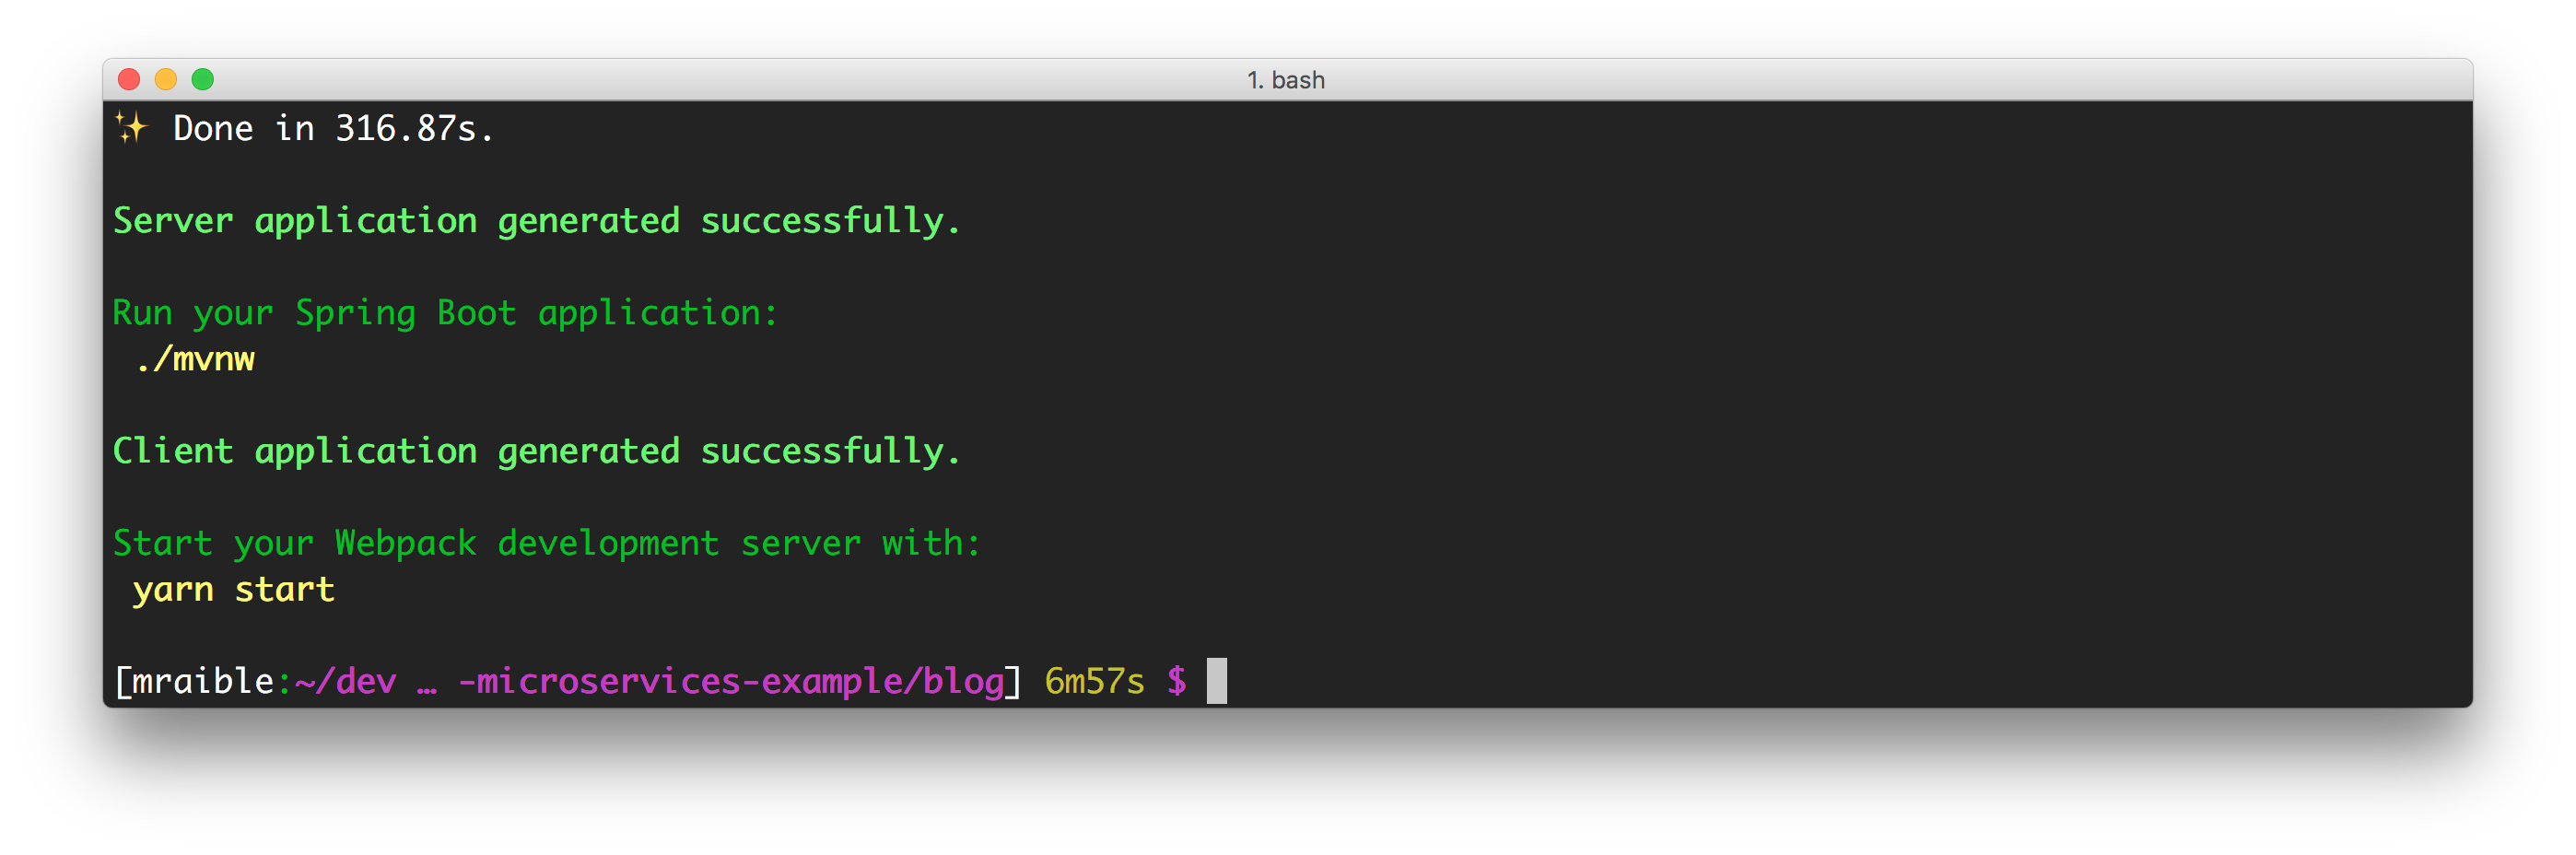 1. bash
✨ Done in 316.87s.
Server application generated successfully.
Run your Spring Boot application:
./mvnw
Client application generated successfully.
Start your Webpack development server with:
yarn start
[mraible:~/dev … -microservices-example/blog] 6m57s $